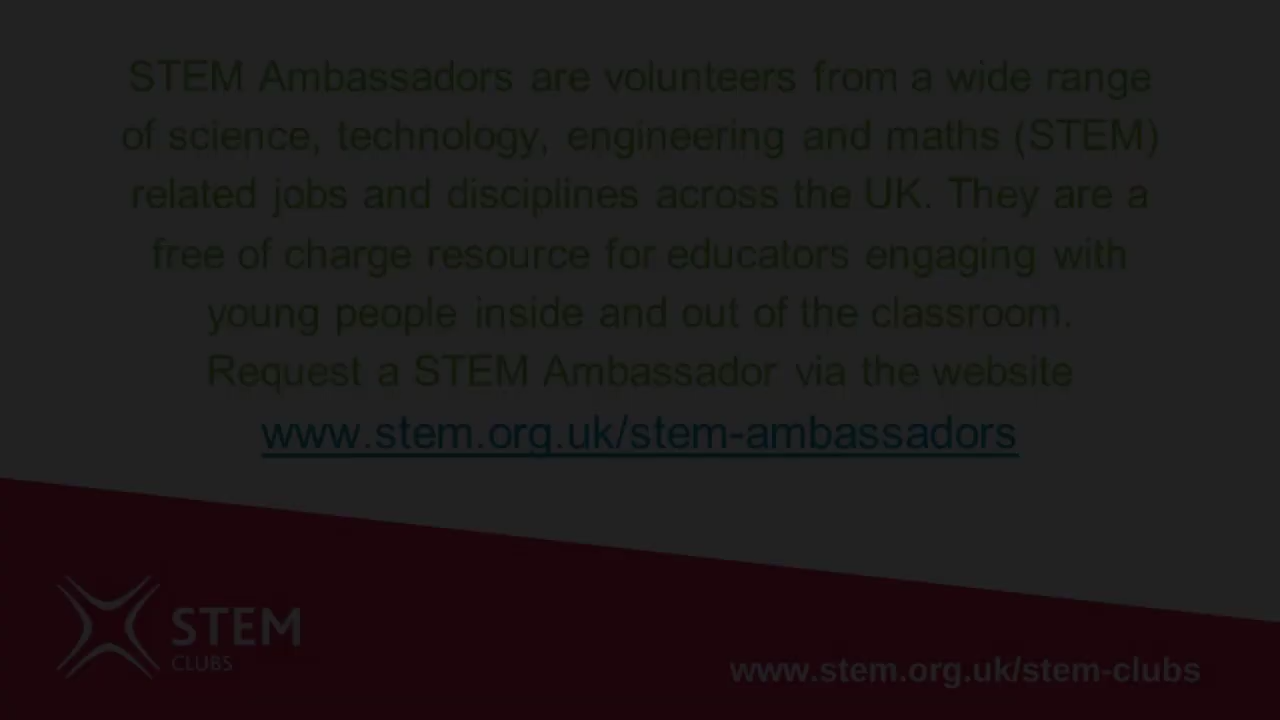 STEM Ambassadors are volunteers from a wide range
of science, technology, engineering and maths (STEM)
related jobs and disciplines across the UK. They are a
free of charge resource for educators engaging with
young people inside and out of the classroom.
Request a STEM Ambassador via the website
www.stem.org.uk/stem-ambassadors
STEM
CLUBS
www.stem.org.uk/stem-clubs